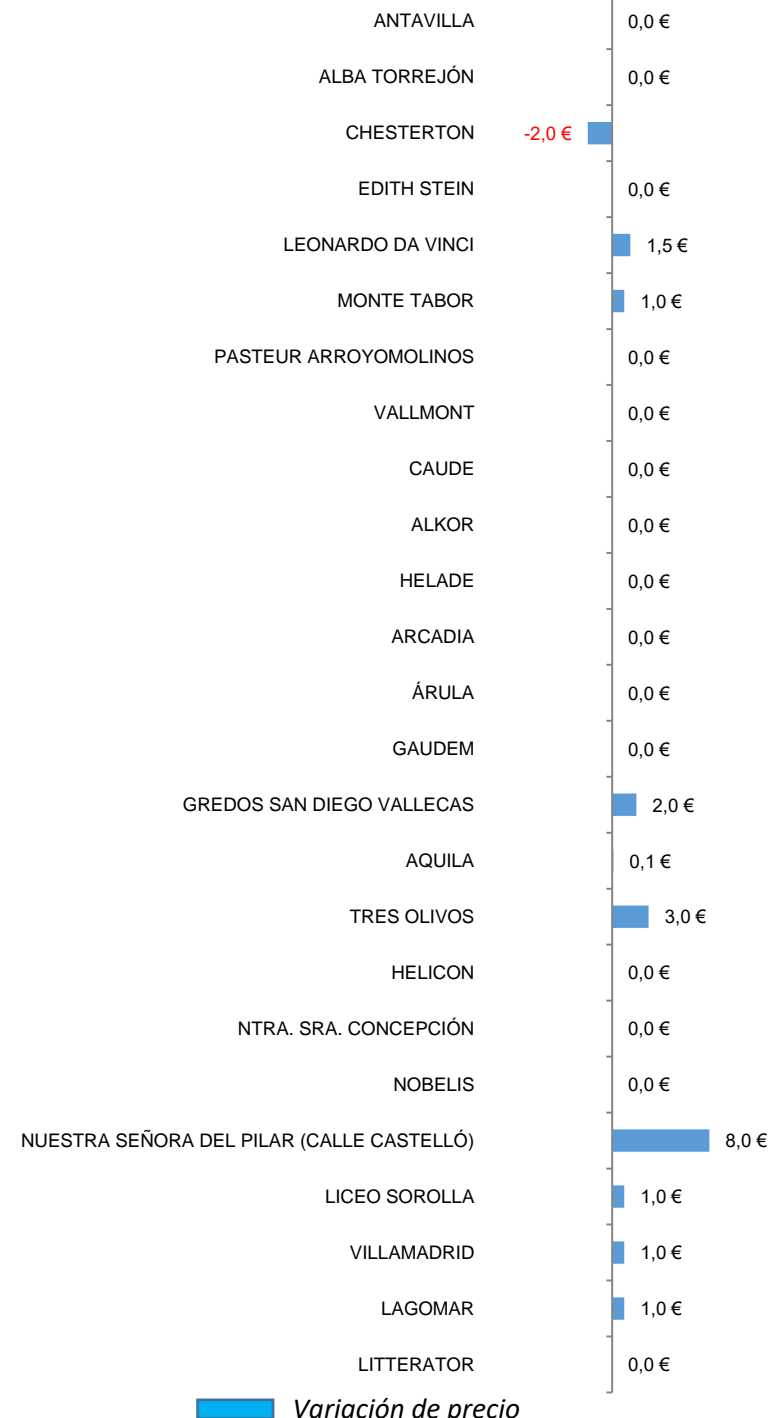 ANTAVILLA 0,0 €
ALBA TORREJÓN 0,0 €
CHESTERTON -2,0 €
EDITH STEIN 0,0 €
LEONARDO DA VINCI 1,5 €
MONTE TABOR 1,0 €
PASTEUR ARROYOMOLINOS 0,0 €
VALLMONT 0,0 €
CAUDE 0,0 €
ALKOR 0,0 €
HELADE 0,0 €
ARCADIA 0,0 €
ÁRULA 0,0 €
GAUDEM 0,0 €
GREDOS SAN DIEGO VALLECAS 2,0 €
AQUILA 0,1 €
TRES OLIVOS 3,0 €
HELICON 0,0 €
NTRA. SRA. CONCEPCIÓN 0,0 €
NOBELIS 0,0 €
NUESTRA SEÑORA DEL PILAR (CALLE CASTELLÓ) 8,0 €
LICEO SOROLLA 1,0 €
VILLAMADRID 1,0 €
LAGOMAR 1,0 €
LITTERATOR 0,0 €
Variación de precio